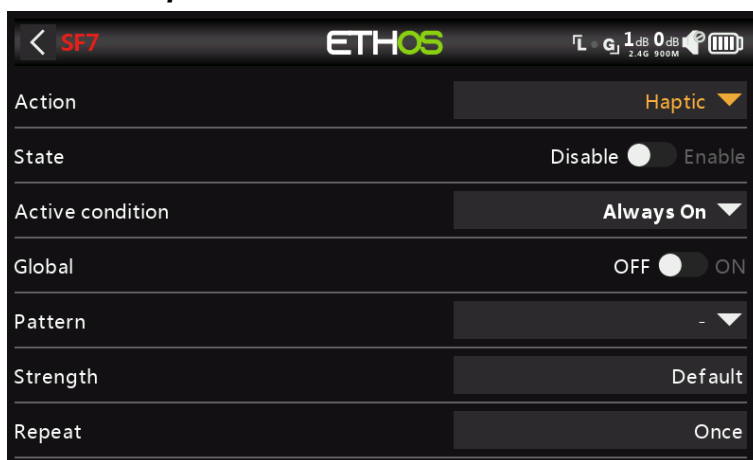 SF7 ETHOS L G 1dB 0dB
2.4G 900M
Action Haptic
State Disable Enable
Active condition Always On
Global OFF ON
Pattern -
Strength Default
Repeat Once